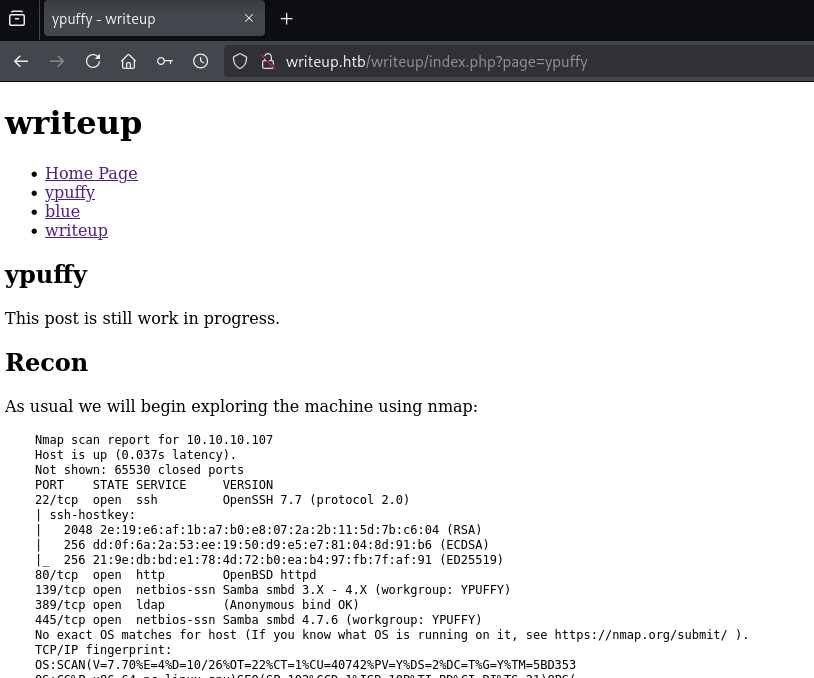 ypuffy - writeup
writeup.htb/writeup/index.php?page=ypuffy
writeup
Home Page
ypuffy
blue
writeup
ypuffy
This post is still work in progress.
Recon
As usual we will begin exploring the machine using nmap:
Nmap scan report for 10.10.10.107
Host is up (0.037s latency).
Not shown: 65530 closed ports
PORT    STATE SERVICE     VERSION
22/tcp  open  ssh         OpenSSH 7.7 (protocol 2.0)
| ssh-hostkey:
|   2048 2e:19:e6:af:1b:a7:b0:e8:07:2a:2b:11:5d:7b:c6:04 (RSA)
|   256 dd:0f:6a:2a:53:ee:19:50:d9:e5:e7:81:04:8d:91:b6 (ECDSA)
|_  256 21:9e:db:bd:e1:78:4d:72:b0:ea:b4:97:fb:7f:af:91 (ED25519)
80/tcp  open  http        OpenBSD httpd
139/tcp open  netbios-ssn Samba smbd 3.X - 4.X (workgroup: YPUFFY)
389/tcp open  ldap        (Anonymous bind OK)
445/tcp open  netbios-ssn Samba smbd 4.7.6 (workgroup: YPUFFY)
No exact OS matches for host (If you know what OS is running on it, see https://nmap.org/submit/ ).
TCP/IP fingerprint:
OS:SCAN(V=7.70%E=4%D=10/26%OT=22%CT=1%CU=40742%PV=Y%DS=2%DC=T%G=Y%TM=5BD353